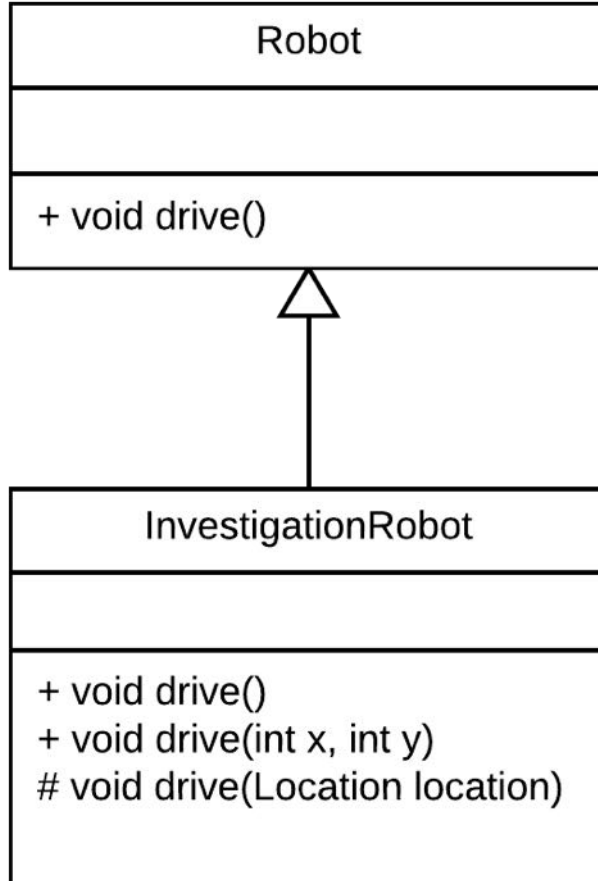 Robot
+ void drive()
InvestigationRobot
+ void drive()
+ void drive(int x, int y)
# void drive(Location location)